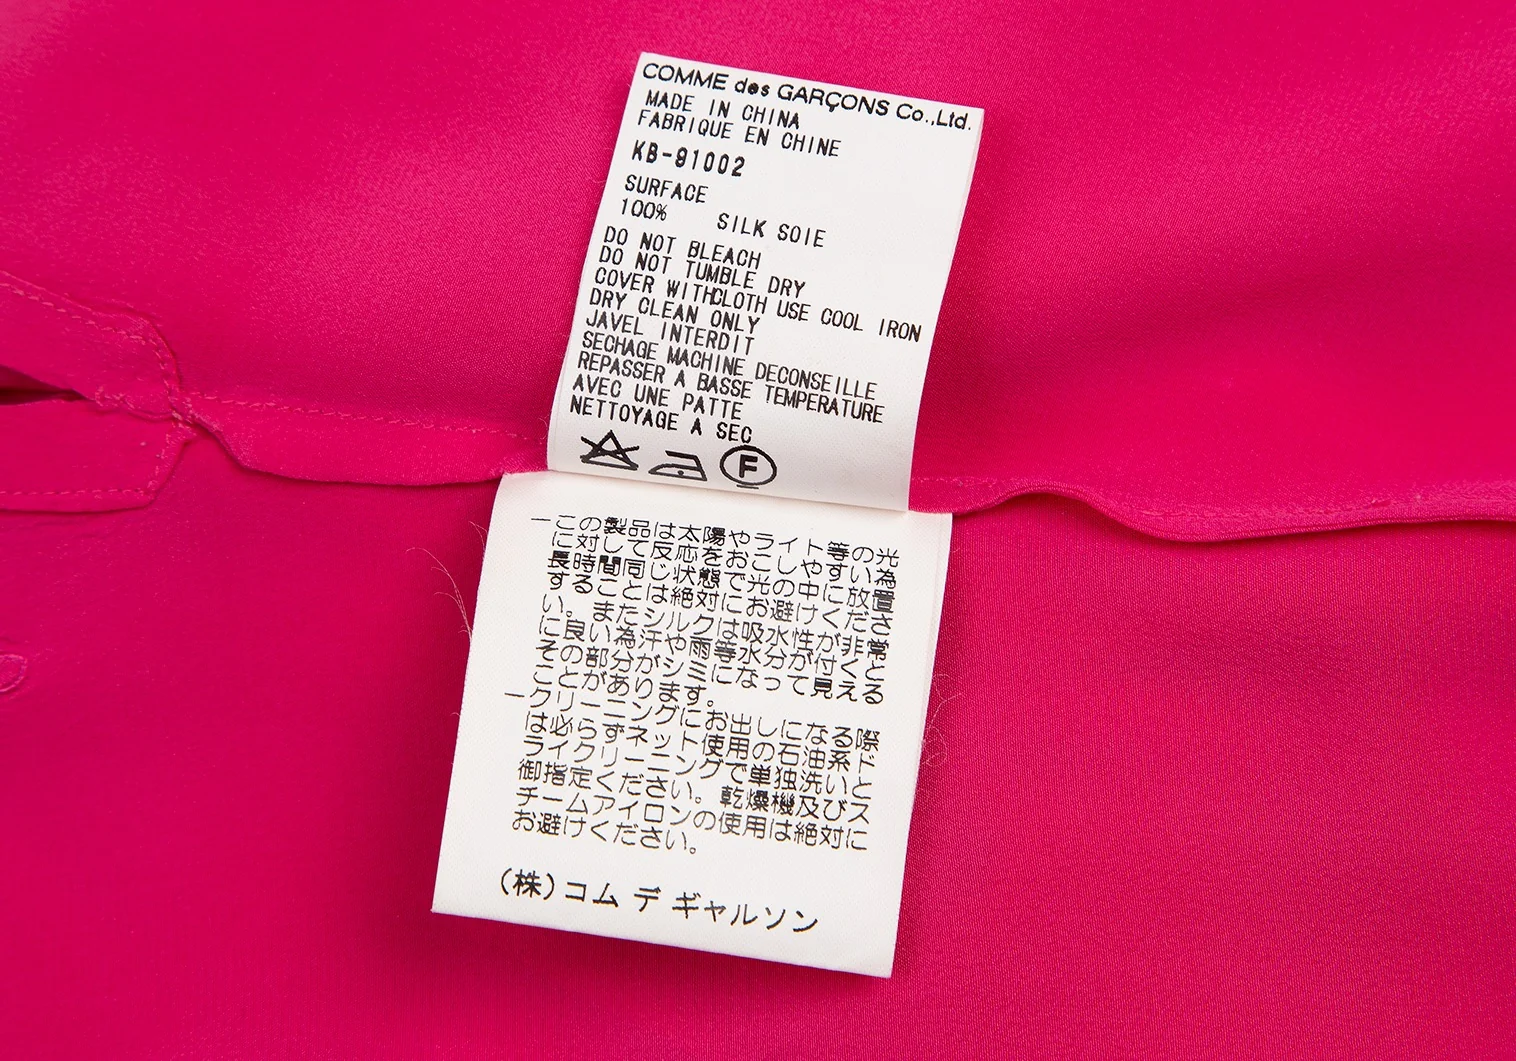 COMME des GARÇONS Co.,Ltd.
MADE IN CHINA
FABRIQUE EN CHINE
KB-91002
SURFACE
100% SILK SOIE
DO NOT BLEACH
DO NOT TUMBLE DRY
COVER WITHCLOTH USE COOL IRON
DRY CLEAN ONLY
JAVEL INTERDIT
SECHAGE MACHINE DECONSEILLE
REPASSER A BASSE TEMPERATURE
AVEC UNE PATTE
NETTOYAGE A SEC
F
ーこの製品は太陽やライト等の光
に対して反応をおこしやすい為
長時間同じ状態で光の中に放置
することは絶対にお避けくださ
い。またシルクは吸水性が非常
に良い為汗や雨等水分が付くと
その部分がシミになって見える
ことがあります。
ークリーニングにお出しになる際
は必らずネット使用の石油系ド
ライクリーニングで単独洗いと
御指定ください。乾燥機及びス
チームアイロンの使用は絶対に
お避けください。
(株)コム デ ギャルソン